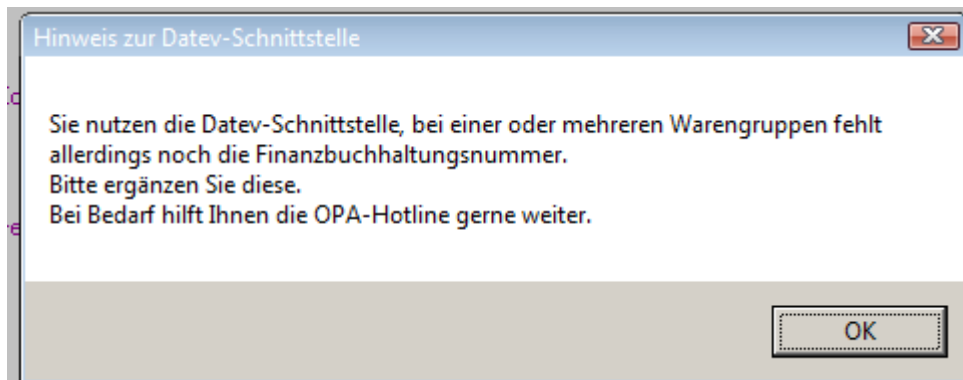 Hinweis zur Datev-Schnittstelle
Sie nutzen die Datev-Schnittstelle, bei einer oder mehreren Warengruppen fehlt
allerdings noch die Finanzbuchhaltungsnummer.
Bitte ergänzen Sie diese.
Bei Bedarf hilft Ihnen die OPA-Hotline gerne weiter.
OK